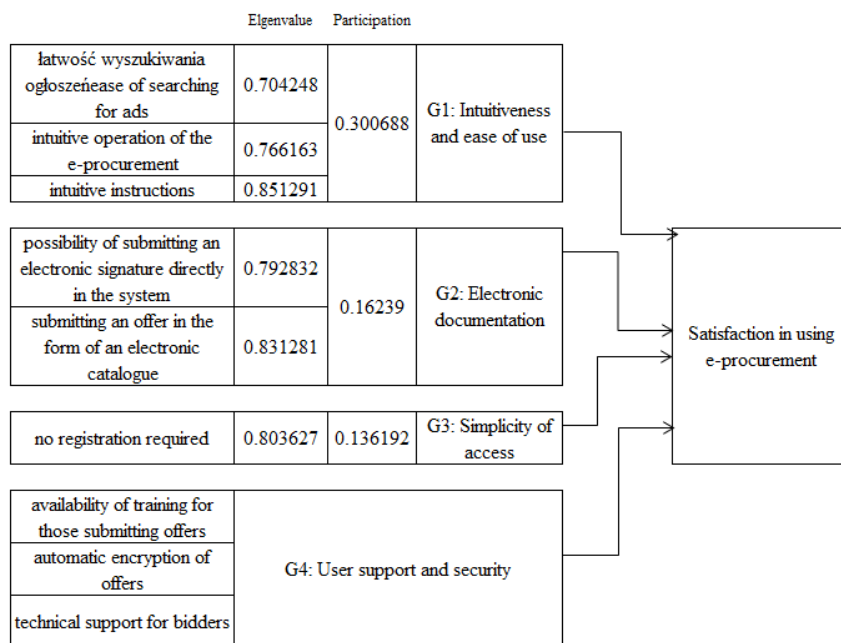 Elgenvalue Participation
łatwość wyszukiwania
ogłoszeńease of searching
for ads
0.704248
intuitive operation of the
e-procurement
0.766163
intuitive instructions
0.851291
0.300688
G1: Intuitiveness
and ease of use
possibility of submitting an
electronic signature directly
in the system
0.792832
submitting an offer in the
form of an electronic
catalogue
0.831281
0.16239
G2: Electronic
documentation
no registration required
0.803627
0.136192
G3: Simplicity of
access
availability of training for
those submitting offers
automatic encryption of
offers
technical support for bidders
G4: User support and security
Satisfaction in using
e-procurement